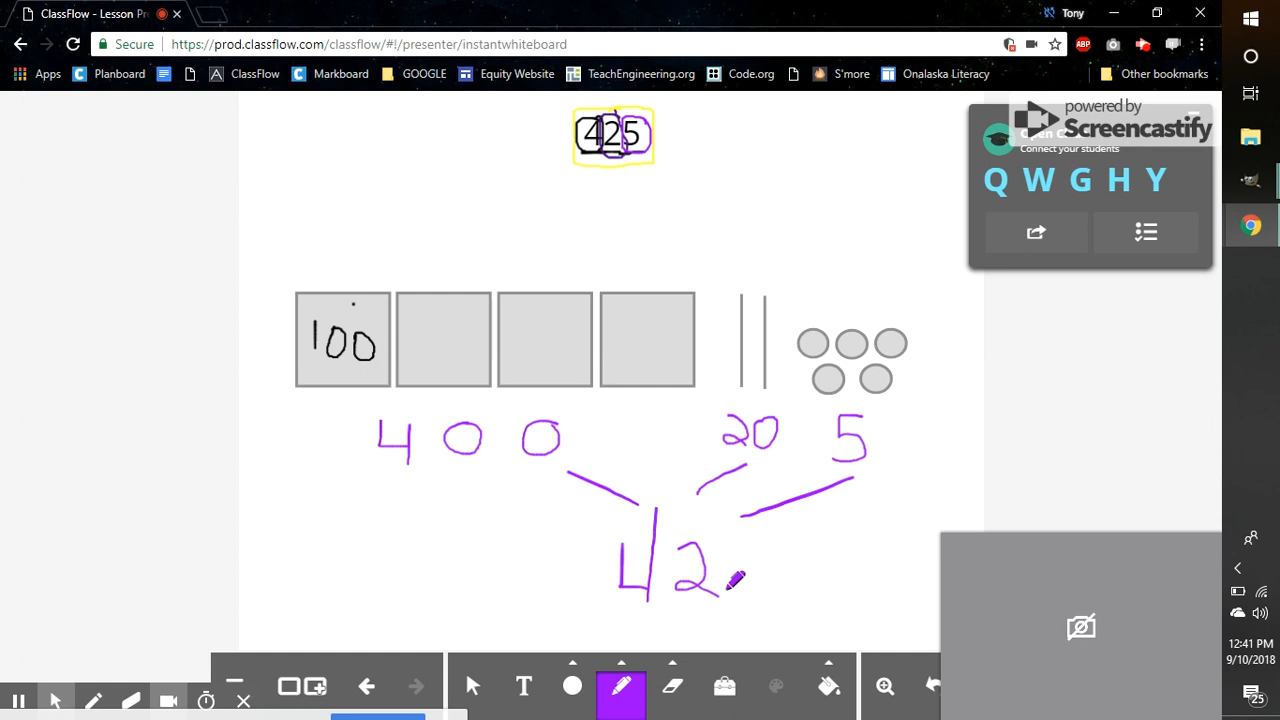 ClassFlow - Lesson Pr
Tony
Secure https://prod.classflow.com/classflow/#!/presenter/instantwhiteboard
ABP
Apps Planboard ClassFlow Markboard GOOGLE Equity Website TeachEngineering.org Code.org S'more Onalaska Literacy Other bookmarks
425
powered by
Screencastify
Connect your students
Q W G H Y
100
400 20 5
42
T
12:41 PM
9/10/2018
25